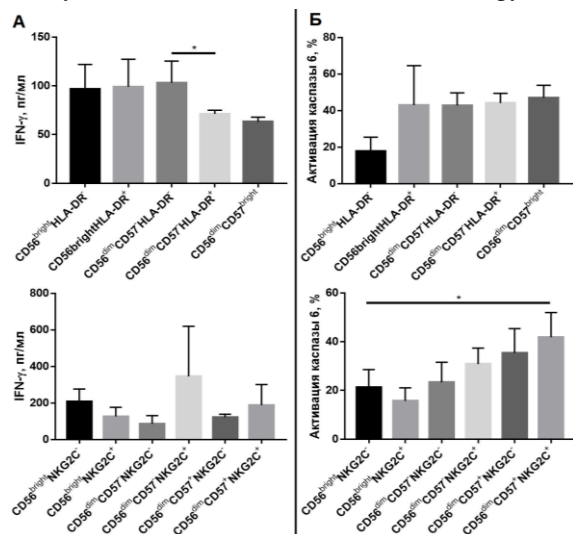 А
Б
*
IFN-γ, пг/мл
150
100
50
0
CD56brightHLA-DR-
CD56brightHLA-DR+
CD56dimCD57-HLA-DR-
CD56dimCD57-HLA-DR+
CD56dimCD57bright
Активация каспазы 6, %
80
60
40
20
0
CD56brightHLA-DR-
CD56brightHLA-DR+
CD56dimCD57-HLA-DR-
CD56dimCD57-HLA-DR+
CD56dimCD57bright
IFN-γ, пг/мл
800
600
400
200
0
CD56brightNKG2C-
CD56brightNKG2C+
CD56dimCD57-NKG2C-
CD56dimCD57-NKG2C+
CD56dimCD57+NKG2C-
CD56dimCD57+NKG2C+
*
Активация каспазы 6, %
60
40
20
0
CD56brightNKG2C-
CD56brightNKG2C+
CD56dimCD57-NKG2C-
CD56dimCD57-NKG2C+
CD56dimCD57+NKG2C-
CD56dimCD57+NKG2C+